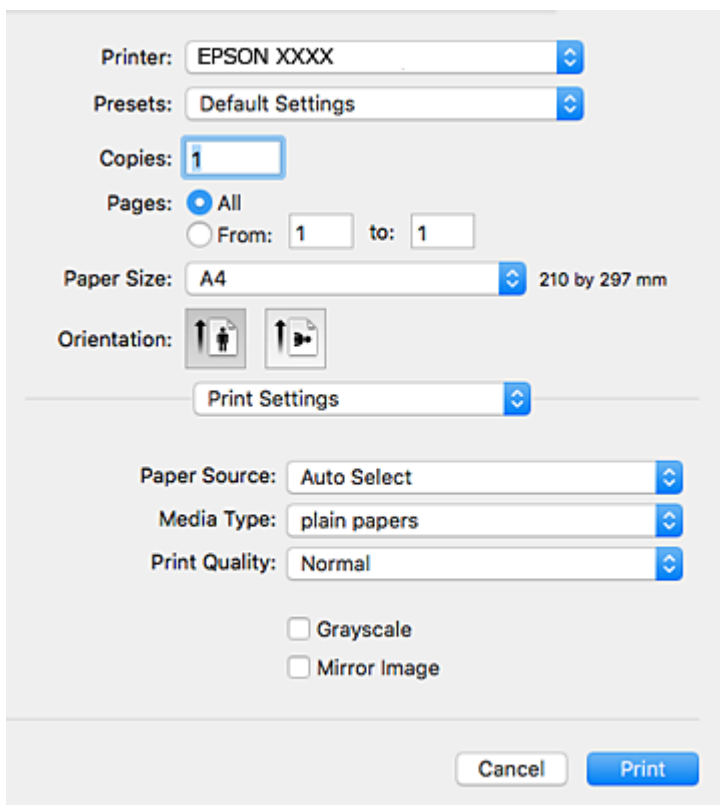 Printer: EPSON XXXX
Presets: Default Settings
Copies: 1
Pages: All
From: 1 to: 1
Paper Size: A4 210 by 297 mm
Orientation:
Print Settings
Paper Source: Auto Select
Media Type: plain papers
Print Quality: Normal
Grayscale
Mirror Image
Cancel Print